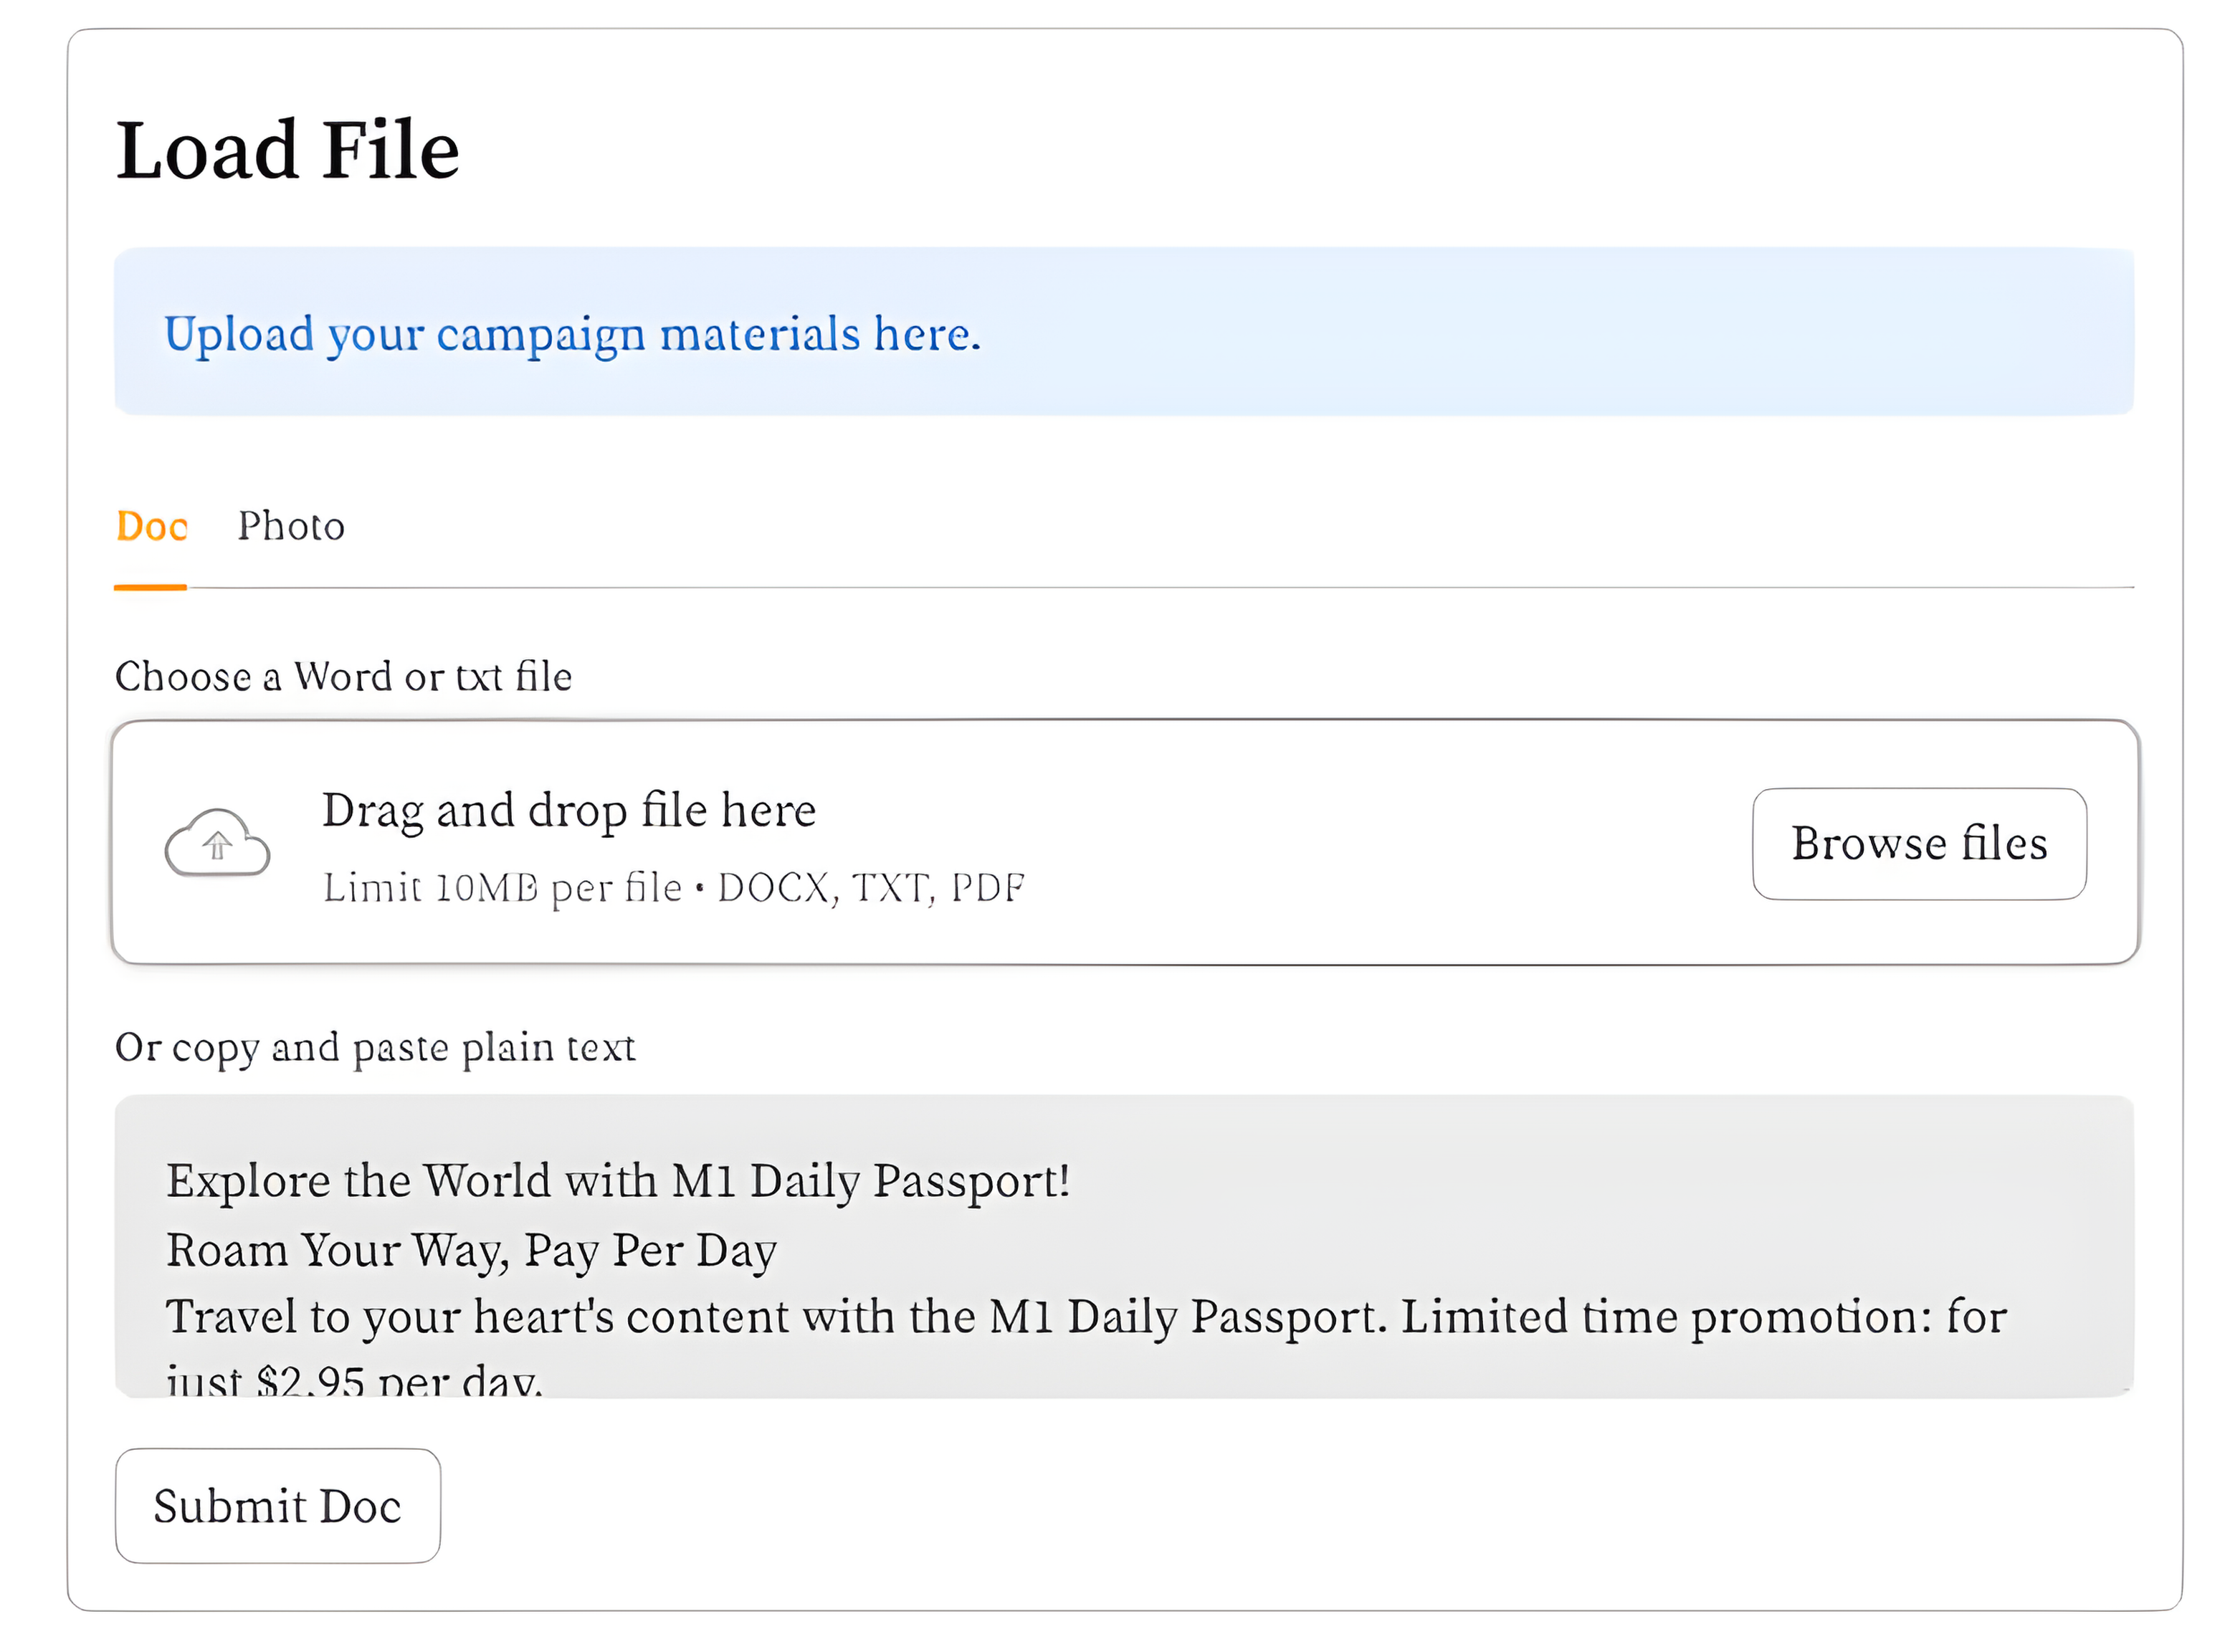 Load File
Upload your campaign materials here.
Doc Photo
Choose a Word or txt file
Drag and drop file here
Limit 10MB per file • DOCX, TXT, PDF
Browse files
Or copy and paste plain text
Explore the World with M1 Daily Passport!
Roam Your Way, Pay Per Day
Travel to your heart's content with the M1 Daily Passport. Limited time promotion: for
just $2.95 per day.
Submit Doc